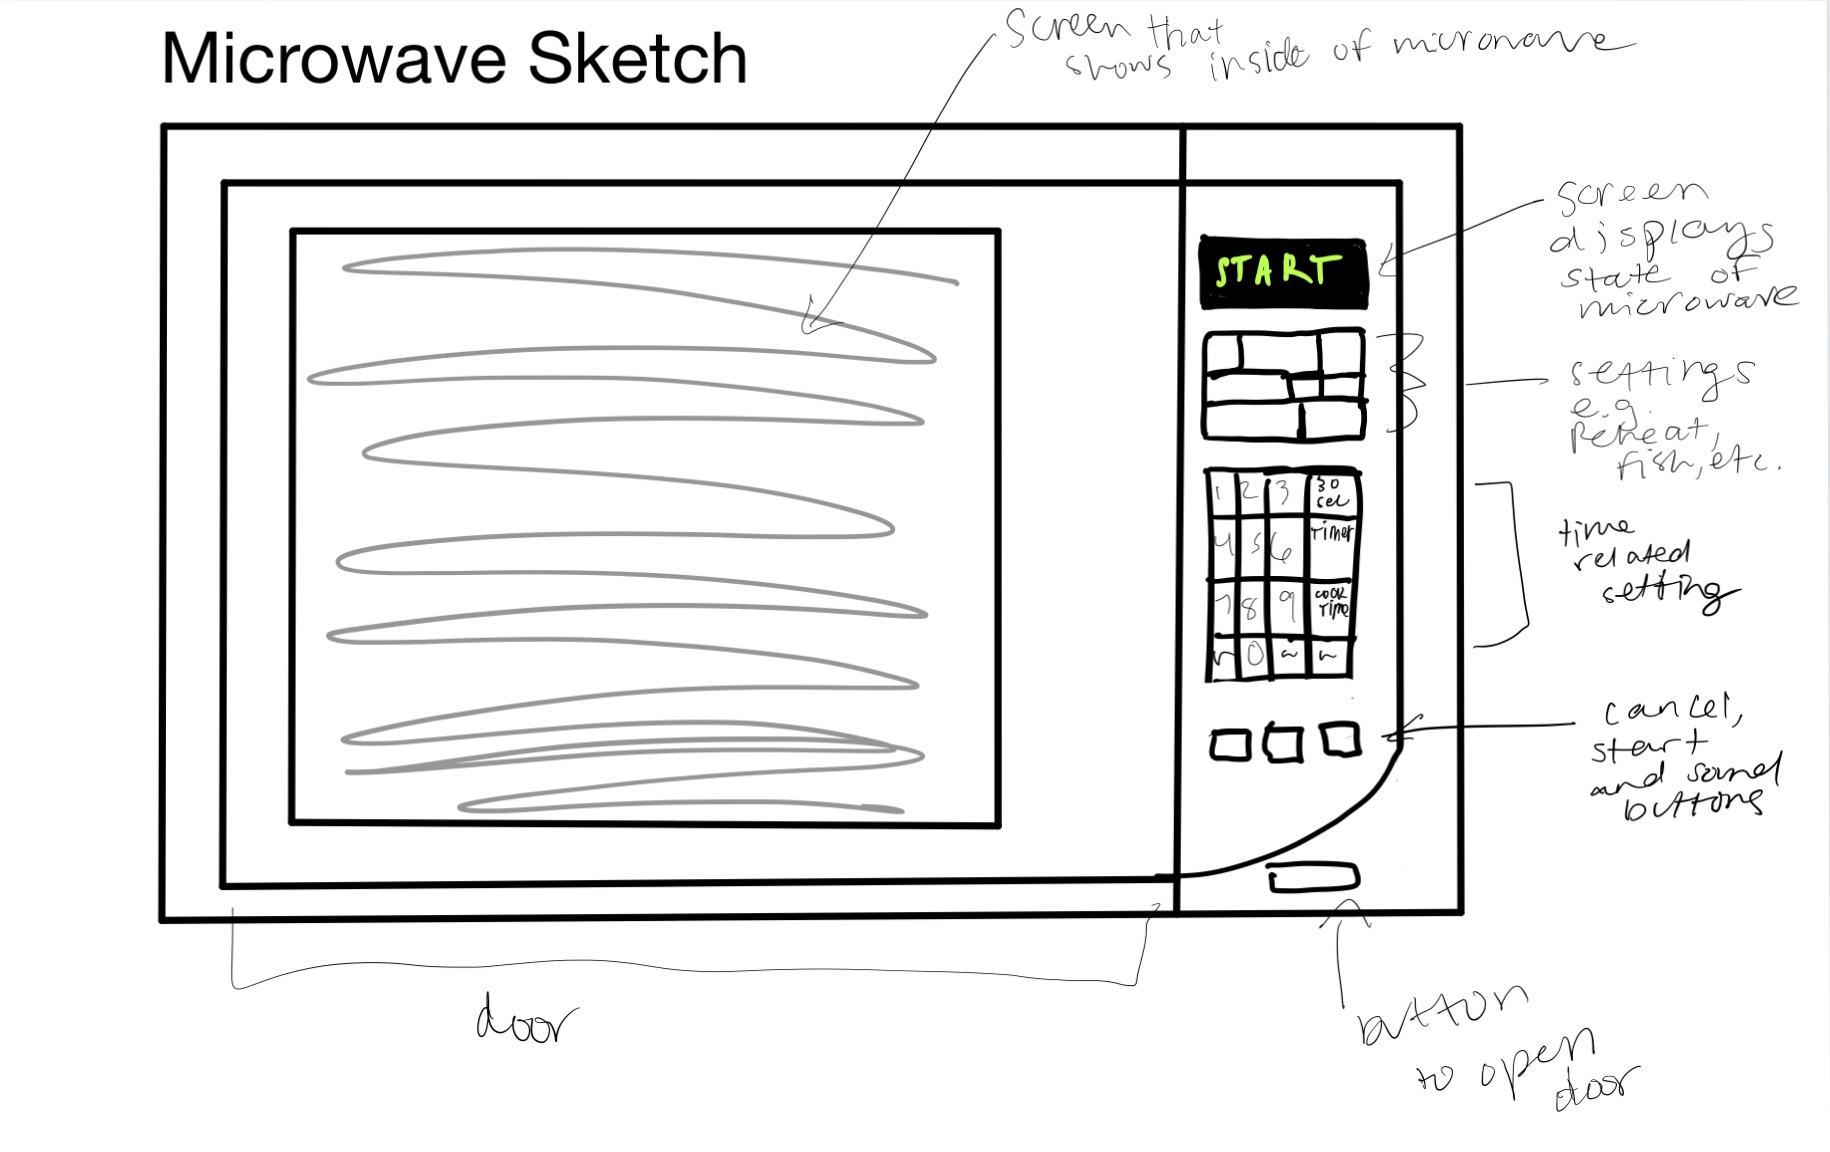 Microwave Sketch
Screen that
shows inside of microwave
START
screen
displays
state of
microwave
settings
e.g.
Reheat,
fish, etc.
1 2 3 30
sec
4 5 6 Timer
7 8 9 cook
Time
0
time
related
setting
cancel,
start
and sound
buttons
door
button
to open
door